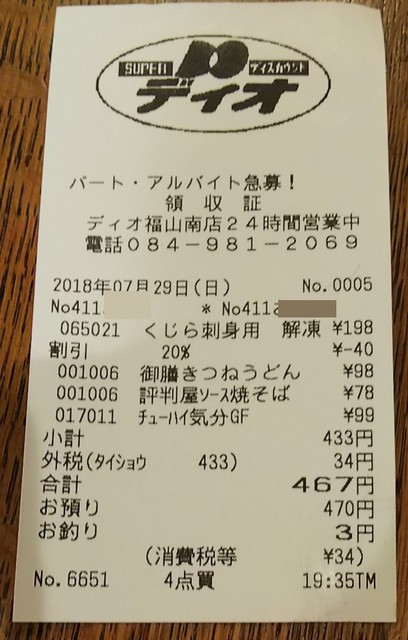 SUPER ディスカウント
ディオ
パート・アルバイト急募！
領収証
ディオ福山南店２４時間営業中
電話０８４－９８１－２０６９
2018年07月29日(日) No.0005
No411 * No411
065021 くじら刺身用 解凍 ¥198
割引 20% ¥-40
001006 御膳きつねうどん ¥98
001006 評判屋ソース焼そば ¥78
017011 ﾁｭｰﾊｲ気分GF ¥99
小計 433円
外税(ﾀｲｼｮｳ 433) 34円
合計 467円
お預り 470円
お釣り 3円
(消費税等 ¥34)
No.6651 4点買 19:35TM